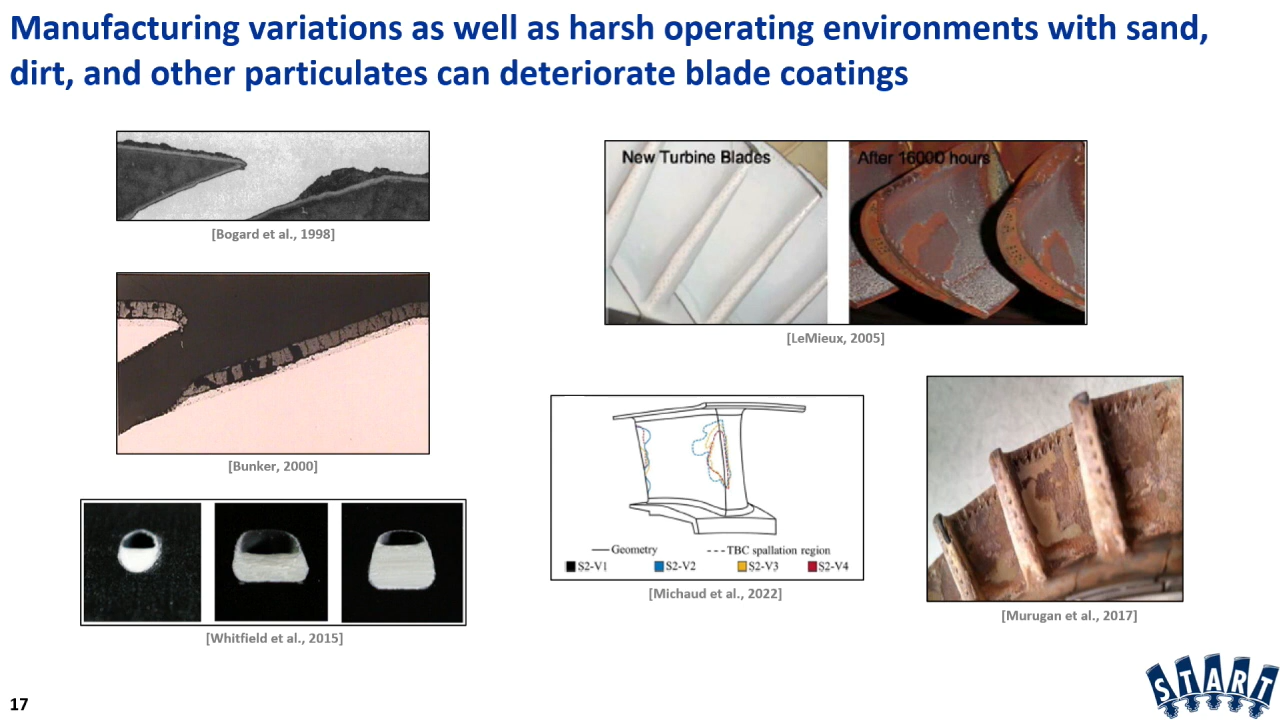 Manufacturing variations as well as harsh operating environments with sand,
dirt, and other particulates can deteriorate blade coatings
[Bogard et al., 1998]
[Bunker, 2000]
[Whitfield et al., 2015]
New Turbine Blades
After 16000 hours
[LeMieux, 2005]
Geometry
TBC spallation region
S2-V1
S2-V2
S2-V3
S2-V4
[Michaud et al., 2022]
[Murugan et al., 2017]
START
17